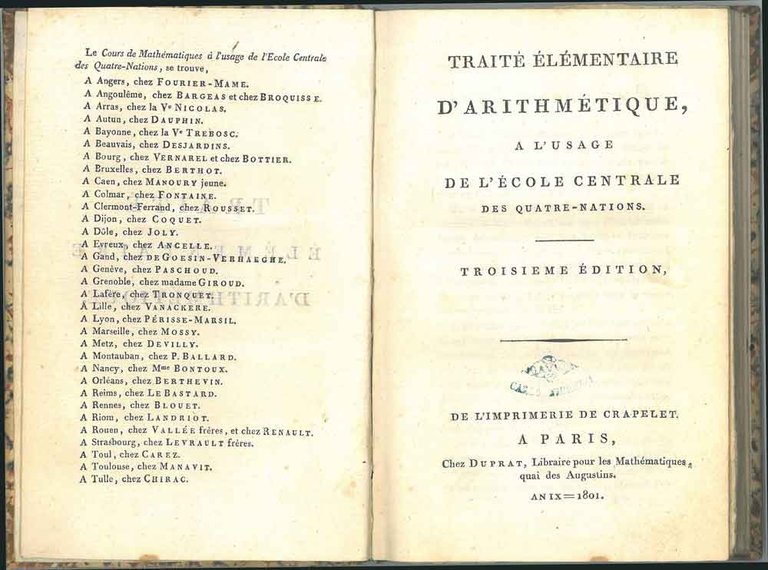 Le Cours de Mathématiques à l'usage de l'Ecole Centrale
des Quatre-Nations, se trouve,
A Angers, chez FOURIER-MAME.
A Angoulême, chez BARGEAS et chez BROQUISSE.
A Arras, chez la Ve NICOLAS.
A Autun, chez DAUPHIN.
A Bayonne, chez la Ve TREBOSC.
A Beauvais, chez DESJARDINS.
A Bourg, chez VERNAREL et chez BOTTIER.
A Bruxelles, chez BERTHOT.
A Caen, chez MANOURY jeune.
A Colmar, chez FONTAINE.
A Clermont-Ferrand, chez ROUSSET.
A Dijon, chez COQUET.
A Dôle, chez JOLY.
A Evreux, chez ANCELLE.
A Gand, chez DE GOESIN-VERHAEGHE.
A Genève, chez PASCHOUD.
A Grenoble, chez madame GIROUD.
A Lafère, chez TRONQUET.
A Lille, chez VANACKERE.
A Lyon, chez PÉRISSE-MARSIL.
A Marseille, chez MOSSY.
A Metz, chez DEVILLY.
A Montauban, chez P. BALLARD.
A Nancy, chez Mme BONTOUX.
A Orléans, chez BERTHEVIN.
A Reims, chez LE BASTARD.
A Rennes, chez BLOUET.
A Riom, chez LANDRIOT.
A Rouen, chez VALLÉE frères, et chez RENAULT.
A Strasbourg, chez LEVRAULT frères.
A Toul, chez CAREZ.
A Toulouse, chez MANAVIT.
A Tulle, chez CHIRAC.
TRAITÉ ÉLÉMENTAIRE
D'ARITHMÉTIQUE,
A L'USAGE
DE L'ÉCOLE CENTRALE
DES QUATRE-NATIONS.
TROISIEME ÉDITION,
DE L'IMPRIMERIE DE CRAPELET.
A PARIS,
Chez DUPRAT, Libraire pour les Mathématiques,
quai des Augustins.
AN IX=1801.